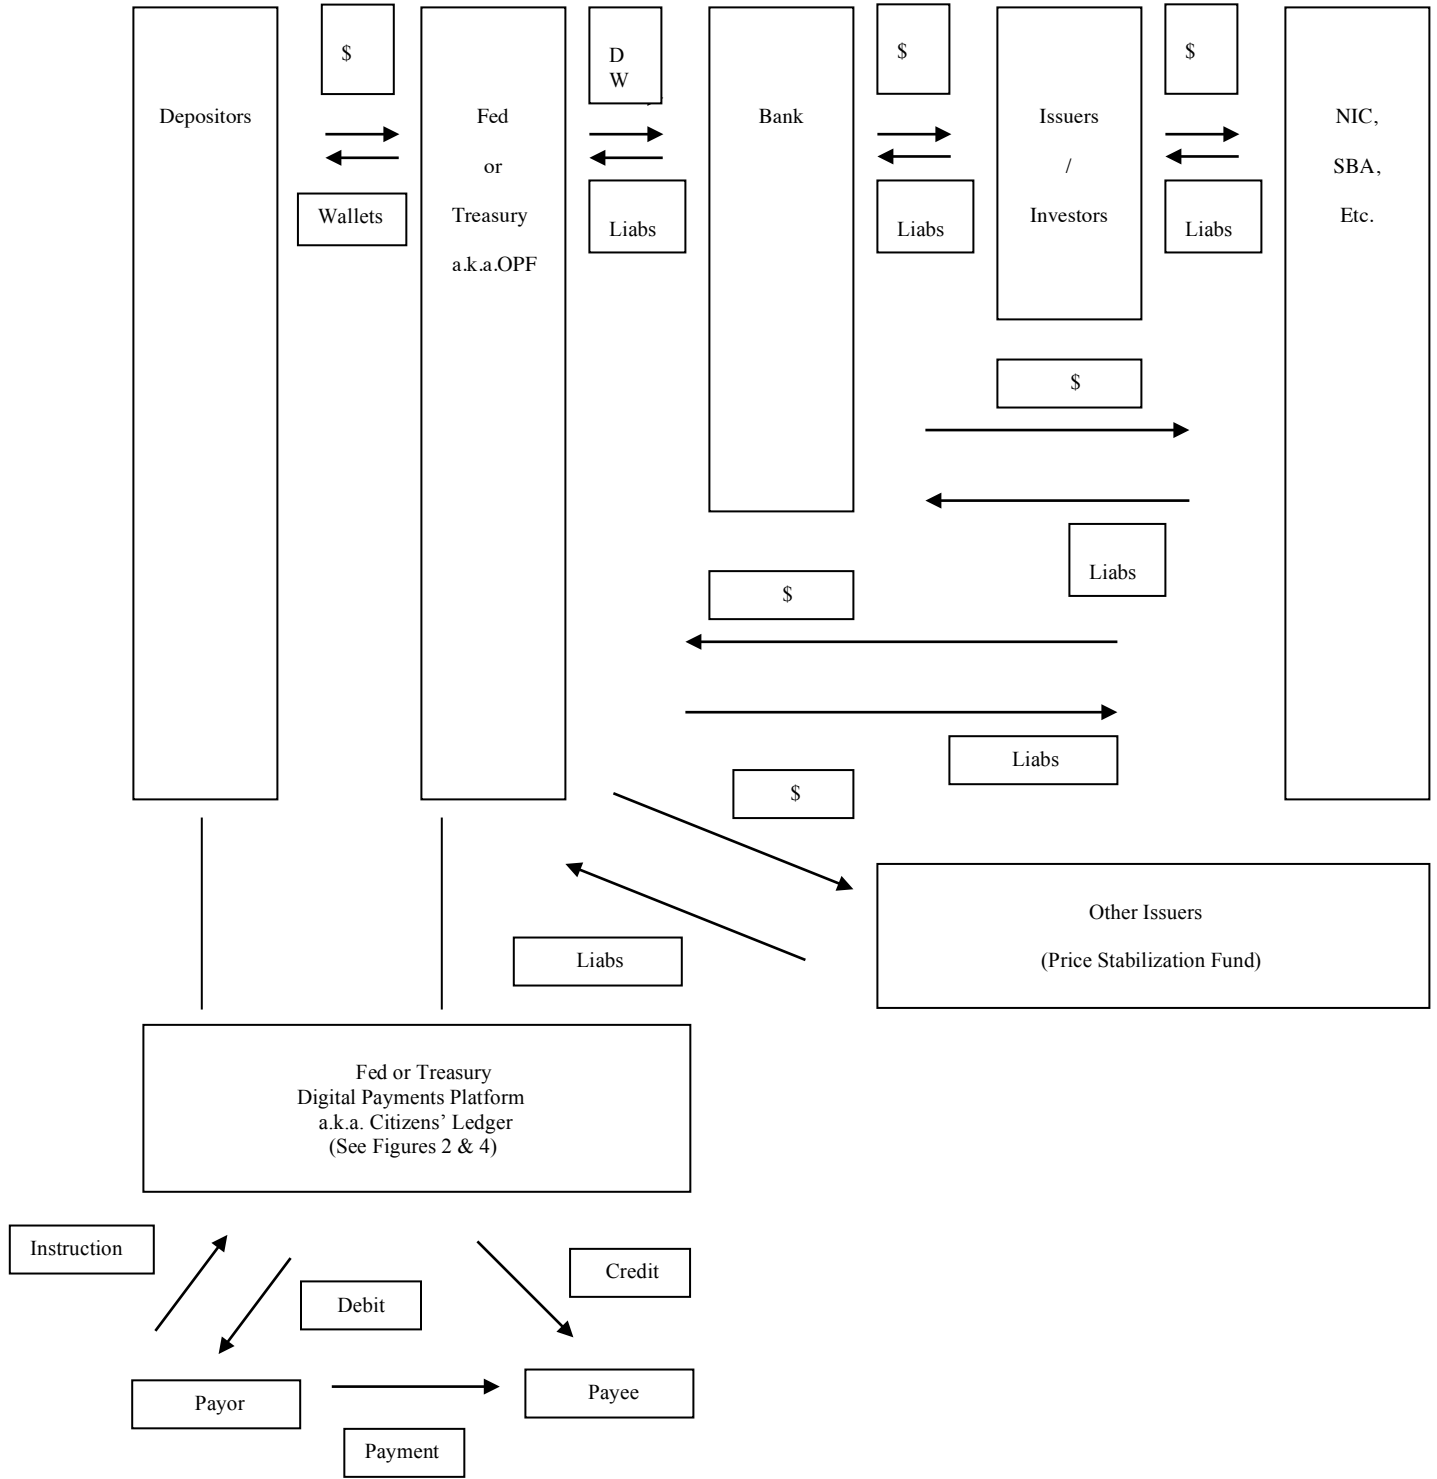 $
D
W
$
$
Depositors
Fed
or
Treasury
a.k.a.OPF
Bank
Issuers
/
Investors
NIC,
SBA,
Etc.
Wallets
Liabs
Liabs
Liabs
$
Liabs
$
Liabs
$
Liabs
Other Issuers
(Price Stabilization Fund)
Fed or Treasury
Digital Payments Platform
a.k.a. Citizens’ Ledger
(See Figures 2 & 4)
Instruction
Debit
Credit
Payor
Payee
Payment